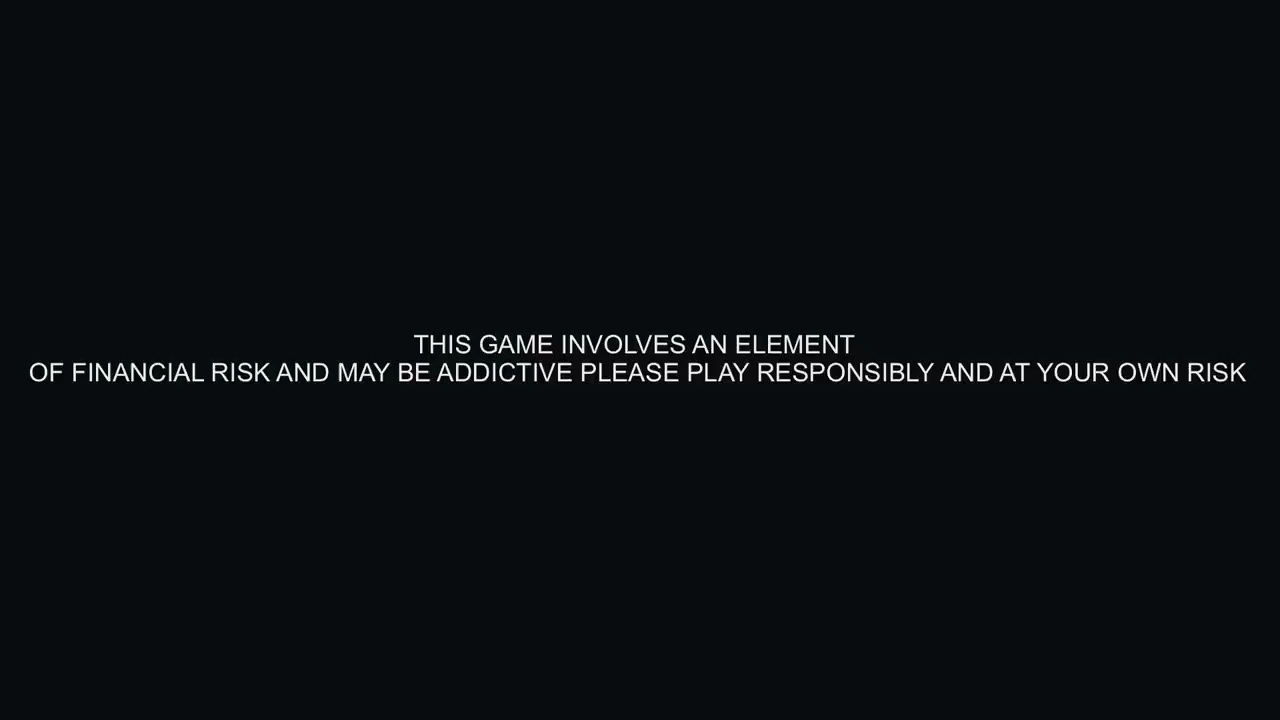 THIS GAME INVOLVES AN ELEMENT
OF FINANCIAL RISK AND MAY BE ADDICTIVE PLEASE PLAY RESPONSIBLY AND AT YOUR OWN RISK